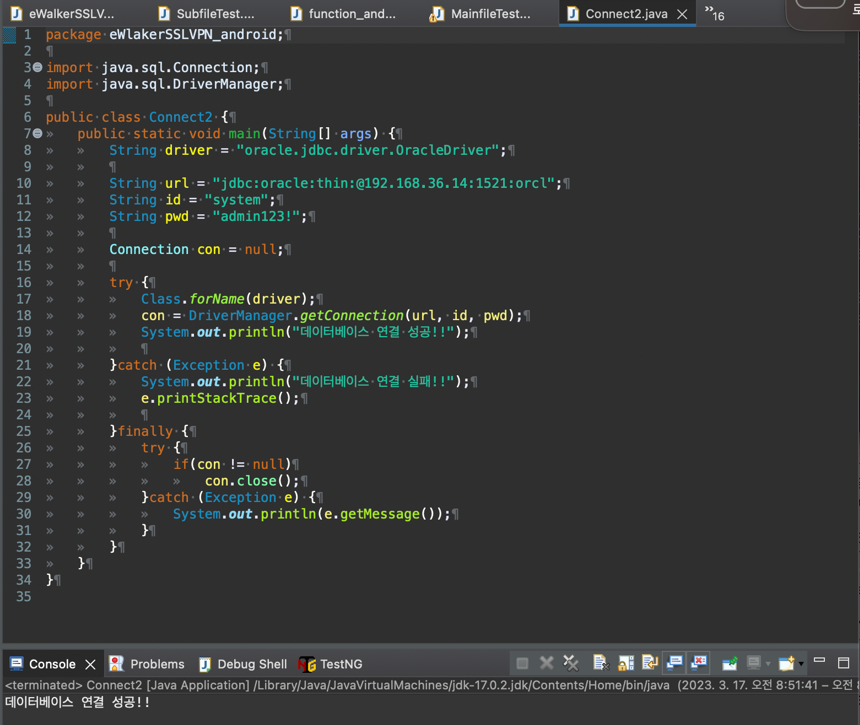 eWalkerSSLV...
SubfileTest....
function_and...
MainfileTest...
Connect2.java
16
1 package eWlakerSSLVPN_android;
2
3 import java.sql.Connection;
4 import java.sql.DriverManager;
5
6 public class Connect2 {
7 public static void main(String[] args) {
8 String driver = "oracle.jdbc.driver.OracleDriver";
9
10 String url = "jdbc:oracle:thin:@192.168.36.14:1521:orcl";
11 String id = "system";
12 String pwd = "admin123!";
13
14 Connection con = null;
15
16 try {
17 Class.forName(driver);
18 con = DriverManager.getConnection(url, id, pwd);
19 System.out.println("데이터베이스 연결 성공!!");
20
21 }catch (Exception e) {
22 System.out.println("데이터베이스 연결 실패!!");
23 e.printStackTrace();
24
25 }finally {
26 try {
27 if(con != null)
28 con.close();
29 }catch (Exception e) {
30 System.out.println(e.getMessage());
31 }
32 }
33 }
34 }
35
Console
Problems
Debug Shell
TestNG
<terminated> Connect2 [Java Application] /Library/Java/JavaVirtualMachines/jdk-17.0.2.jdk/Contents/Home/bin/java (2023. 3. 17. 오전 8:51:41 – 오전
데이터베이스 연결 성공!!